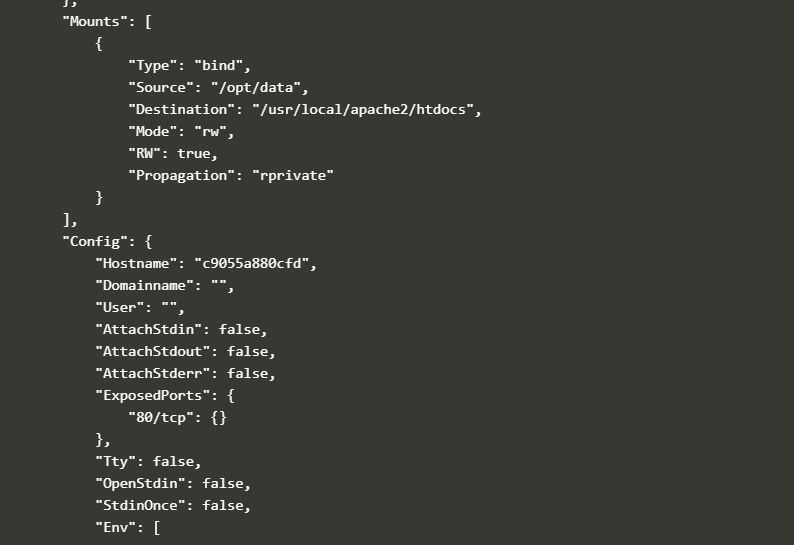 },
"Mounts": [
{
"Type": "bind",
"Source": "/opt/data",
"Destination": "/usr/local/apache2/htdocs",
"Mode": "rw",
"RW": true,
"Propagation": "rprivate"
}
],
"Config": {
"Hostname": "c9055a880cfd",
"Domainname": "",
"User": "",
"AttachStdin": false,
"AttachStdout": false,
"AttachStderr": false,
"ExposedPorts": {
"80/tcp": {}
},
"Tty": false,
"OpenStdin": false,
"StdinOnce": false,
"Env": [